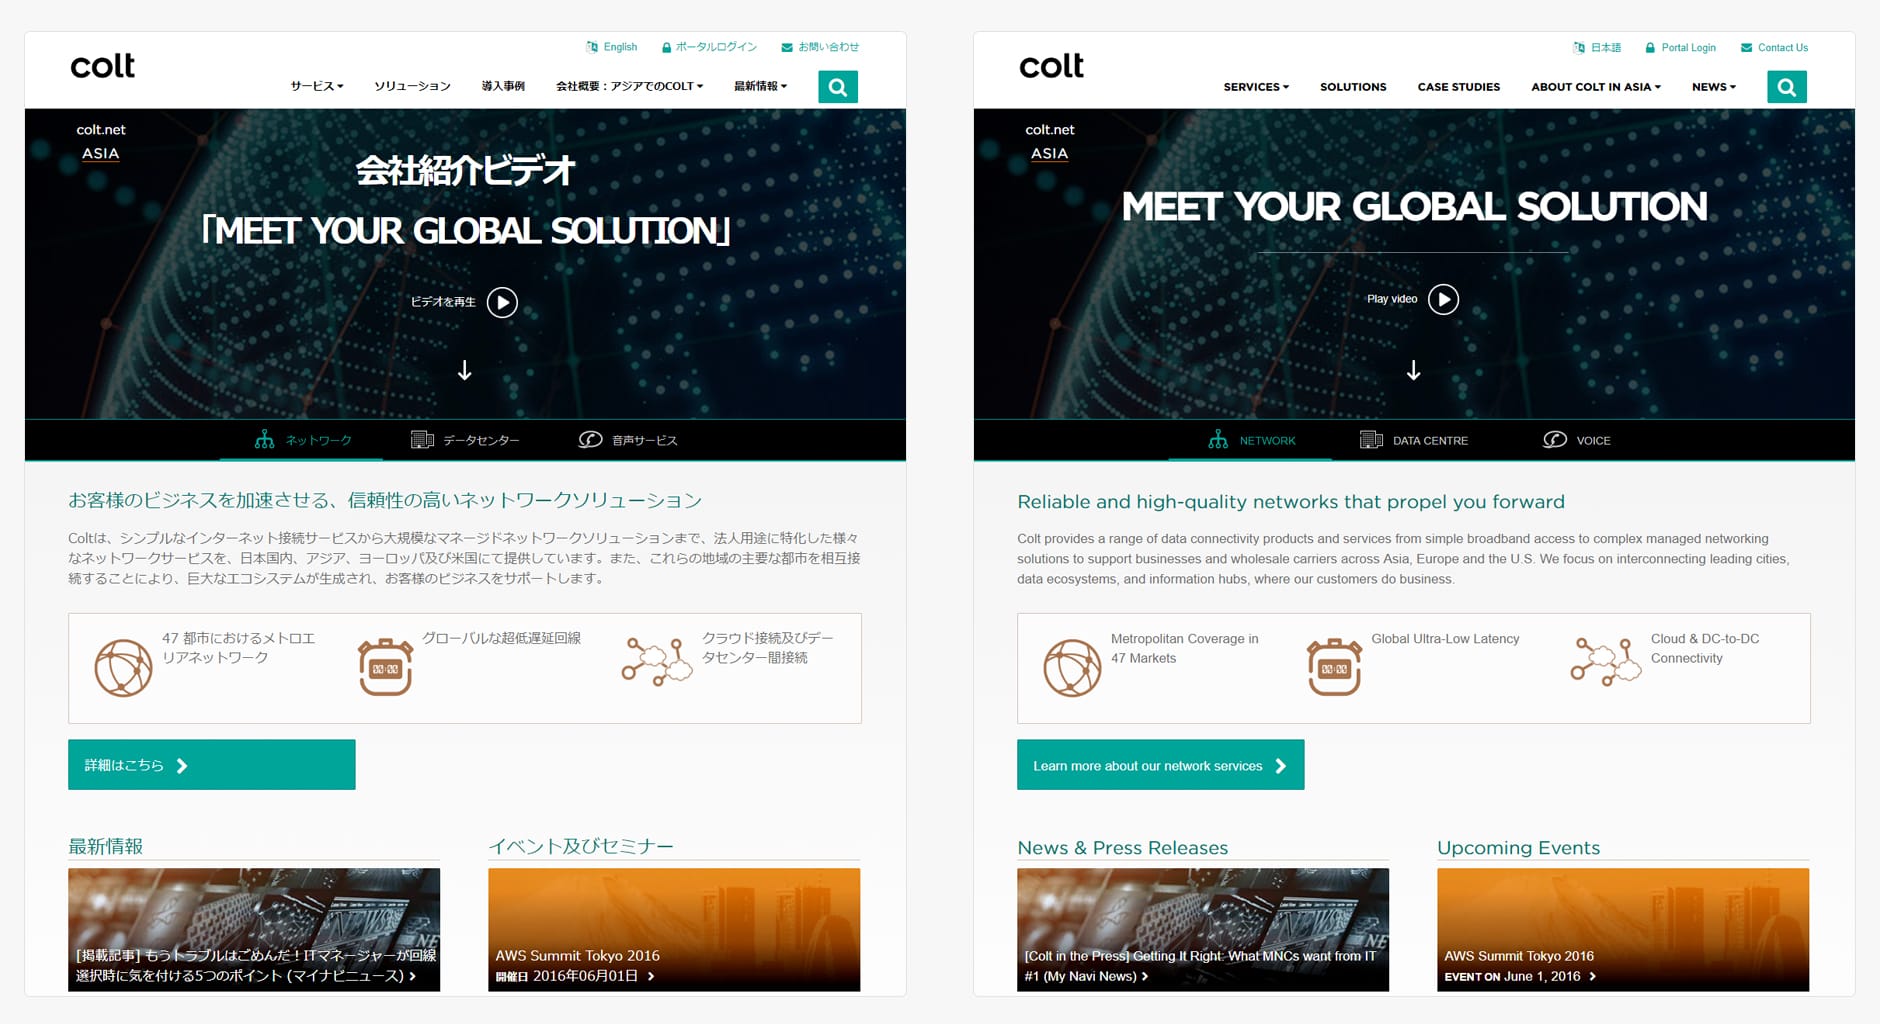 English ポータルログイン お問い合わせ
colt
サービス ソリューション 導入事例 会社概要：アジアでのCOLT 最新情報
colt.net
ASIA
会社紹介ビデオ
「MEET YOUR GLOBAL SOLUTION」
ビデオを再生
ネットワーク データセンター 音声サービス
お客様のビジネスを加速させる、信頼性の高いネットワークソリューション
Coltは、シンプルなインターネット接続サービスから大規模なマネージドネットワークソリューションまで、法人用途に特化した様々
なネットワークサービスを、日本国内、アジア、ヨーロッパ及び米国にて提供しています。また、これらの地域の主要な都市を相互接
続することにより、巨大なエコシステムが生成され、お客様のビジネスをサポートします。
47 都市におけるメトロエ
リアネットワーク
グローバルな超低遅延回線
クラウド接続及びデー
タセンター間接続
詳細はこちら
最新情報
[掲載記事] もうトラブルはごめんだ！ITマネージャーが回線
選択時に気を付ける5つのポイント (マイナビニュース)
イベント及びセミナー
AWS Summit Tokyo 2016
開催日 2016年06月01日
日本語 Portal Login Contact Us
colt
SERVICES SOLUTIONS CASE STUDIES ABOUT COLT IN ASIA NEWS
colt.net
ASIA
MEET YOUR GLOBAL SOLUTION
Play video
NETWORK DATA CENTRE VOICE
Reliable and high-quality networks that propel you forward
Colt provides a range of data connectivity products and services from simple broadband access to complex managed networking
solutions to support businesses and wholesale carriers across Asia, Europe and the U.S. We focus on interconnecting leading cities,
data ecosystems, and information hubs, where our customers do business.
Metropolitan Coverage in
47 Markets
Global Ultra-Low Latency
Cloud & DC-to-DC
Connectivity
Learn more about our network services
News & Press Releases
[Colt in the Press] Getting It Right: What MNCs want from IT
#1 (My Navi News)
Upcoming Events
AWS Summit Tokyo 2016
EVENT ON June 1, 2016